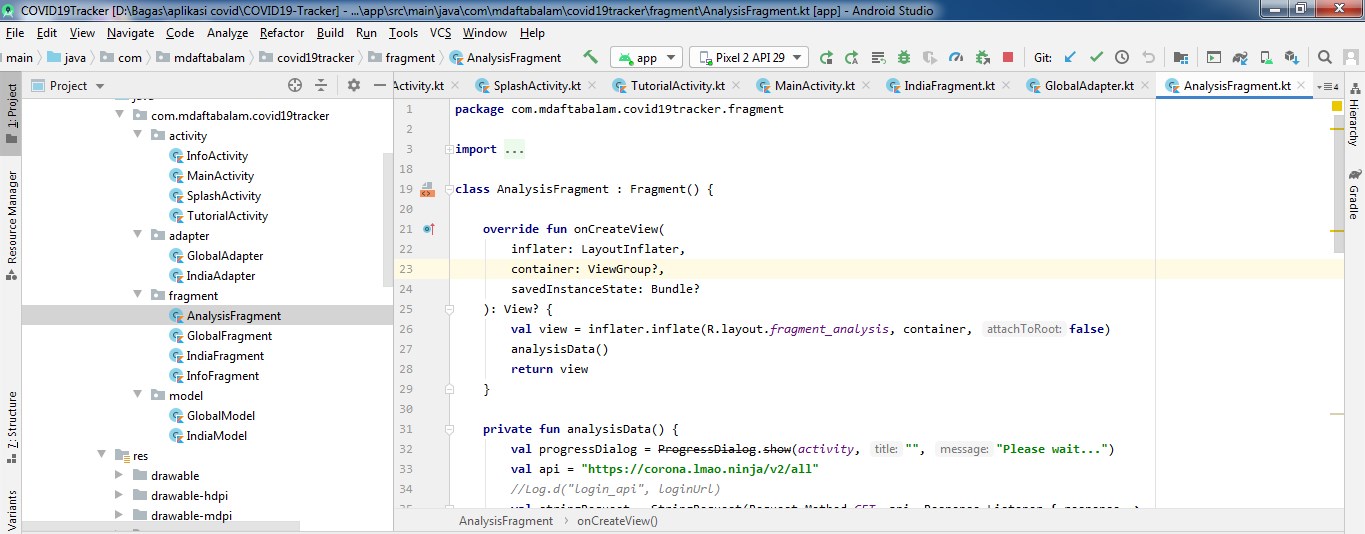 COVID19Tracker [D:\Bagas\aplikasi covid\COVID19-Tracker] - ...\app\src\main\java\com\mdaftabalam\covid19tracker\fragment\AnalysisFragment.kt [app] - Android Studio
File Edit View Navigate Code Analyze Refactor Build Run Tools VCS Window Help
main java com mdaftabalam covid19tracker fragment AnalysisFragment app Pixel 2 API 29 Git:
Project Activity.kt SplashActivity.kt TutorialActivity.kt MainActivity.kt IndiaFragment.kt GlobalAdapter.kt AnalysisFragment.kt 4
1: Project
Resource Manager
7: Structure
Variants
com.mdaftabalam.covid19tracker
activity
InfoActivity
MainActivity
SplashActivity
TutorialActivity
adapter
GlobalAdapter
IndiaAdapter
fragment
AnalysisFragment
GlobalFragment
IndiaFragment
InfoFragment
model
GlobalModel
IndiaModel
res
drawable
drawable-hdpi
drawable-mdpi
1 package com.mdaftabalam.covid19tracker.fragment
2
3 import ...
18
19 class AnalysisFragment : Fragment() {
20
21 override fun onCreateView(
22 inflater: LayoutInflater,
23 container: ViewGroup?,
24 savedInstanceState: Bundle?
25 ): View? {
26 val view = inflater.inflate(R.layout.fragment_analysis, container, attachToRoot: false)
27 analysisData()
28 return view
29 }
30
31 private fun analysisData() {
32 val progressDialog = ProgressDialog.show(activity, title: "", message: "Please wait...")
33 val api = "https://corona.lmao.ninja/v2/all"
34 //Log.d("login_api", loginUrl)
AnalysisFragment onCreateView()
Hierarchy
Gradle